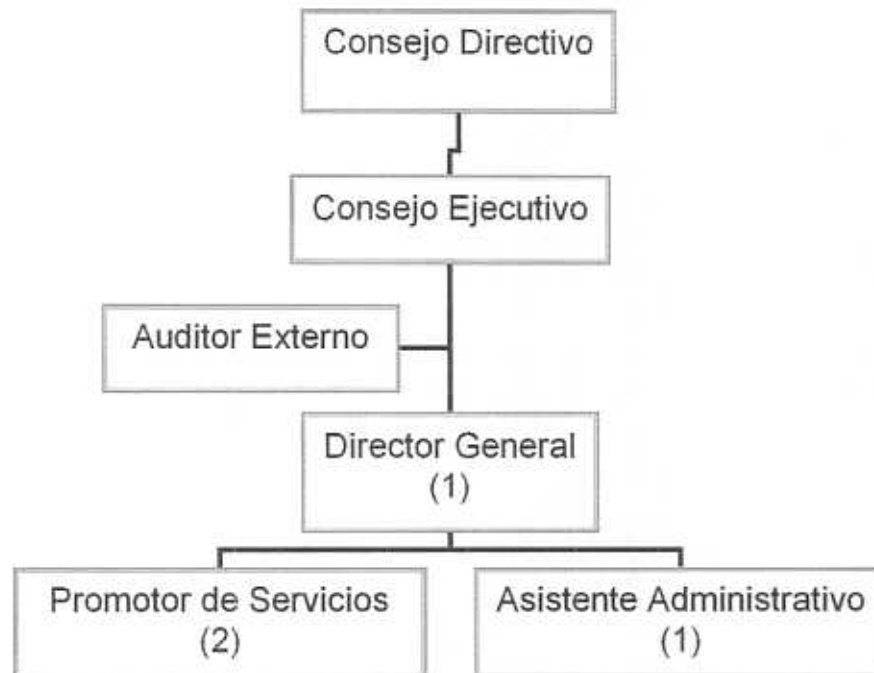 Consejo Directivo
Consejo Ejecutivo
Auditor Externo
Director General
(1)
Promotor de Servicios
(2)
Asistente Administrativo
(1)